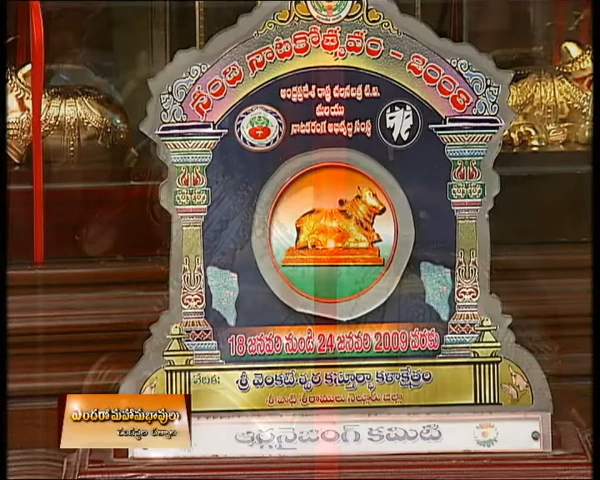 నంది నాటకోత్సవం - 2008
ఆంధ్రప్రదేశ్ రాష్ట్ర చలనచిత్ర టి.వి.
మరియు
నాటకరంగ అభివృద్ధి సంస్థ
18 జనవరి నుండి 24 జనవరి 2009 వరకు
వేదిక: శ్రీ వెంకటేశ్వర కస్తూర్భా కళాక్షేత్రం
శ్రీ పొట్టి శ్రీరాములు నెల్లూరు జిల్లా
ఆర్గనైజింగ్ కమిటి
ఎందరో మహానుభావులు